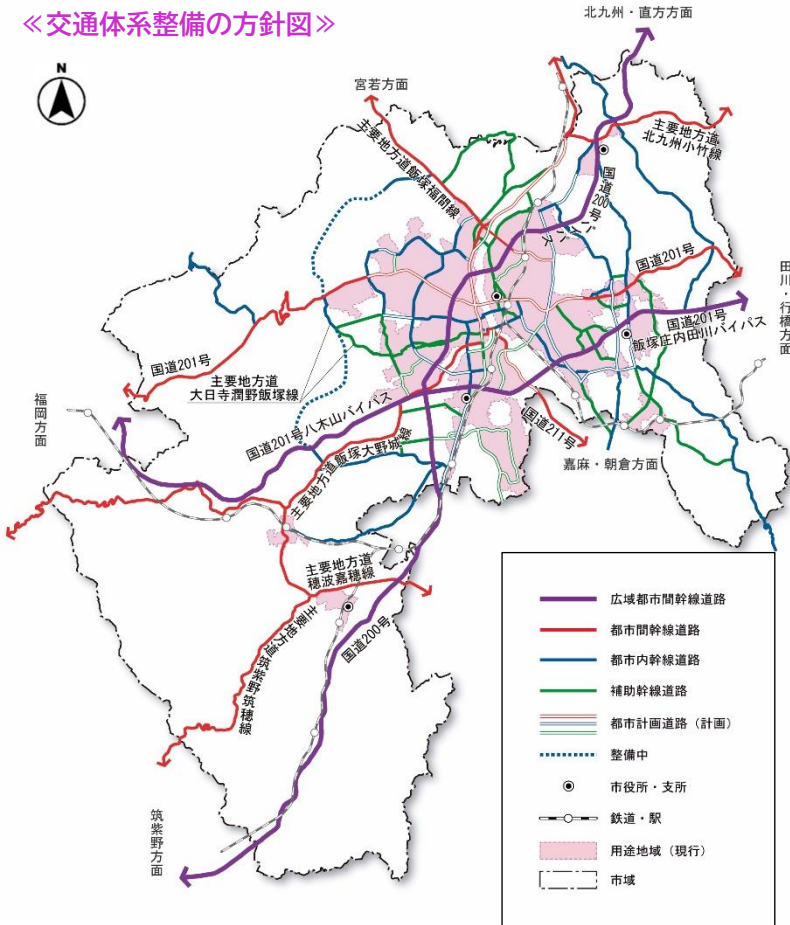 ≪交通体系整備の方針図≫
N
北九州・直方方面
宮若方面
主要地方道
北九州小竹線
主要地方道飯塚福間線
国道200号
バイパス
国道201号
田川・行橋方面
国道201号
飯塚庄内田川バイパス
国道201号
主要地方道
大日寺潤野飯塚線
福岡方面
国道201号八木山バイパス
国道211号
主要地方道飯塚大野城線
嘉麻・朝倉方面
主要地方道
穂波嘉穂線
国道200号
主要地方道筑紫野筑穂線
筑紫野方面
広域都市間幹線道路
都市間幹線道路
都市内幹線道路
補助幹線道路
都市計画道路（計画）
整備中
市役所・支所
鉄道・駅
用途地域（現行）
市域